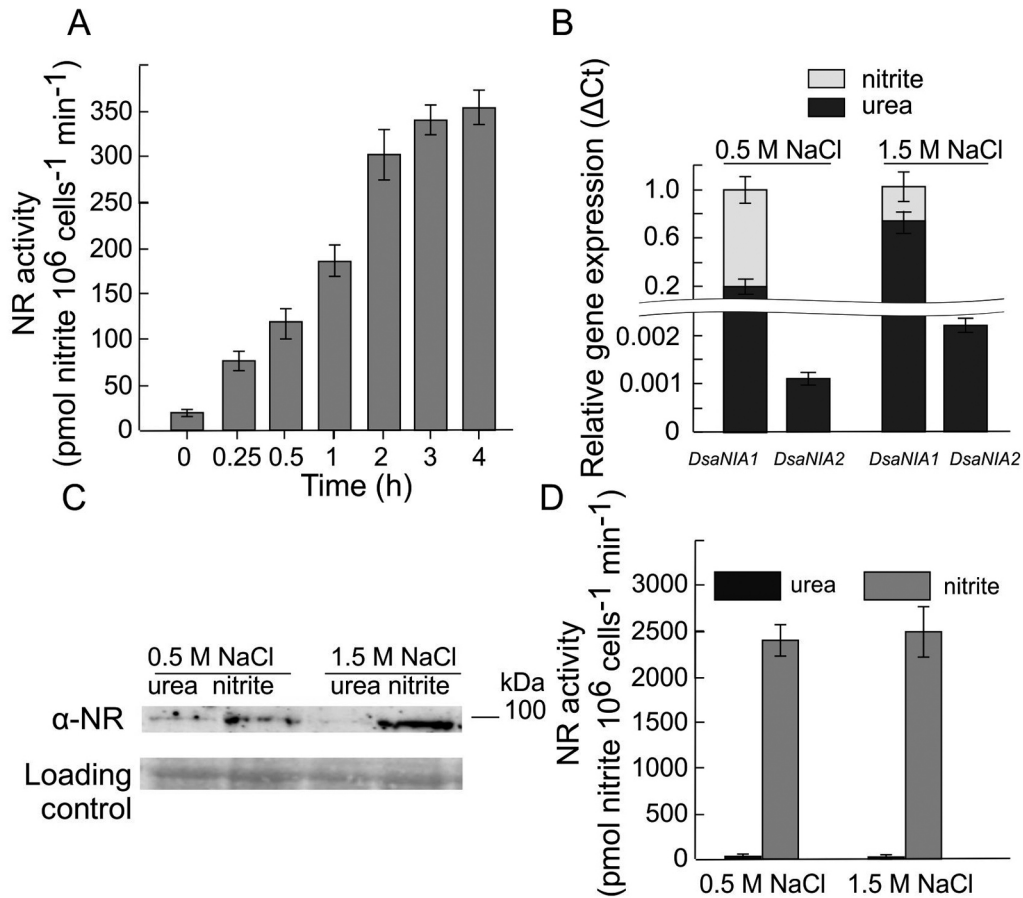 A
NR activity
(pmol nitrite 10⁶ cells⁻¹ min⁻¹)
350
300
250
200
150
100
50
0
0 0.25 0.5 1 2 3 4
Time (h)
B
Relative gene expression (ΔCt)
nitrite
urea
0.5 M NaCl 1.5 M NaCl
1.0
0.6
0.2
0.002
0.001
0
DsaNIA1 DsaNIA2 DsaNIA1 DsaNIA2
C
0.5 M NaCl 1.5 M NaCl
urea nitrite urea nitrite kDa
α-NR 100
Loading
control
D
NR activity
(pmol nitrite 10⁶ cells⁻¹ min⁻¹)
urea nitrite
3000
2500
2000
1500
1000
500
0
0.5 M NaCl 1.5 M NaCl